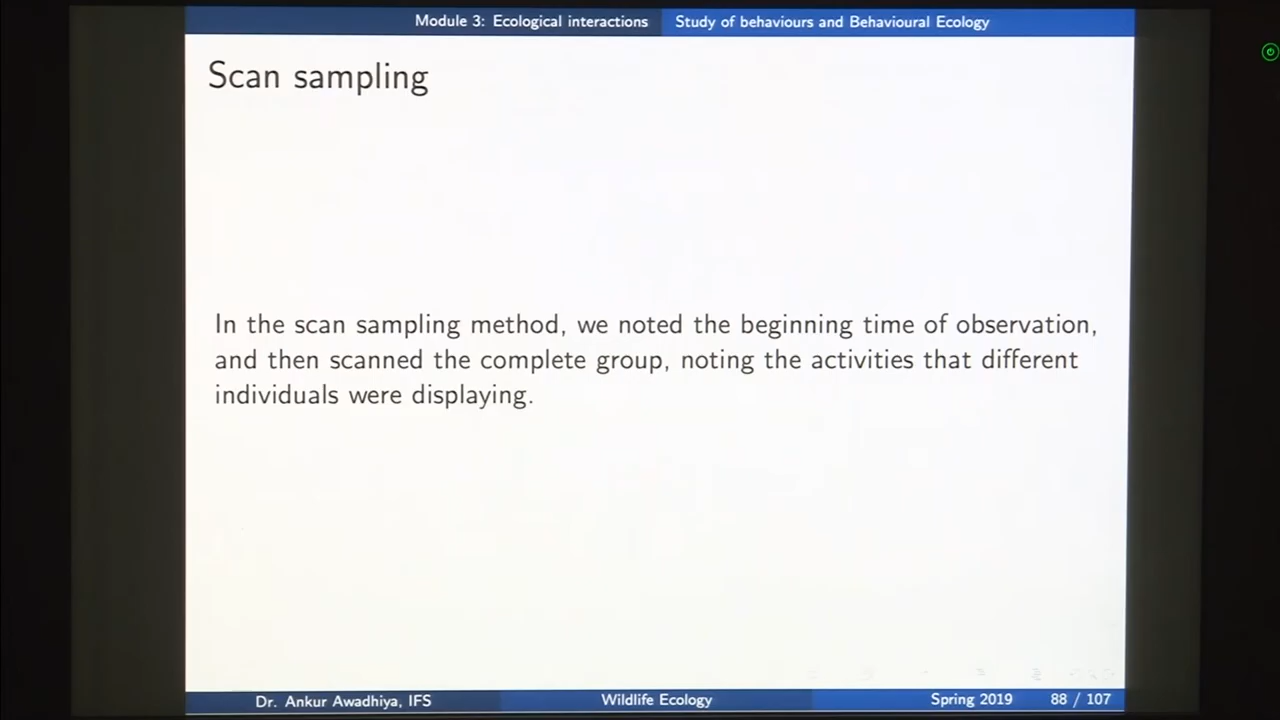 Module 3: Ecological interactions Study of behaviours and Behavioural Ecology
Scan sampling
In the scan sampling method, we noted the beginning time of observation,
and then scanned the complete group, noting the activities that different
individuals were displaying.
Dr. Ankur Awadhiya, IFS Wildlife Ecology Spring 2019 88 / 107